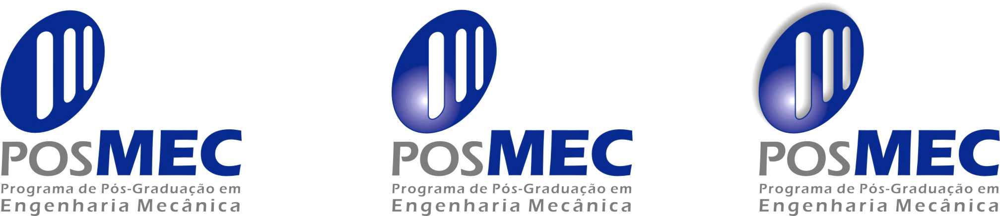 POSMEC
Programa de Pós-Graduação em
Engenharia Mecânica
POSMEC
Programa de Pós-Graduação em
Engenharia Mecânica
POSMEC
Programa de Pós-Graduação em
Engenharia Mecânica